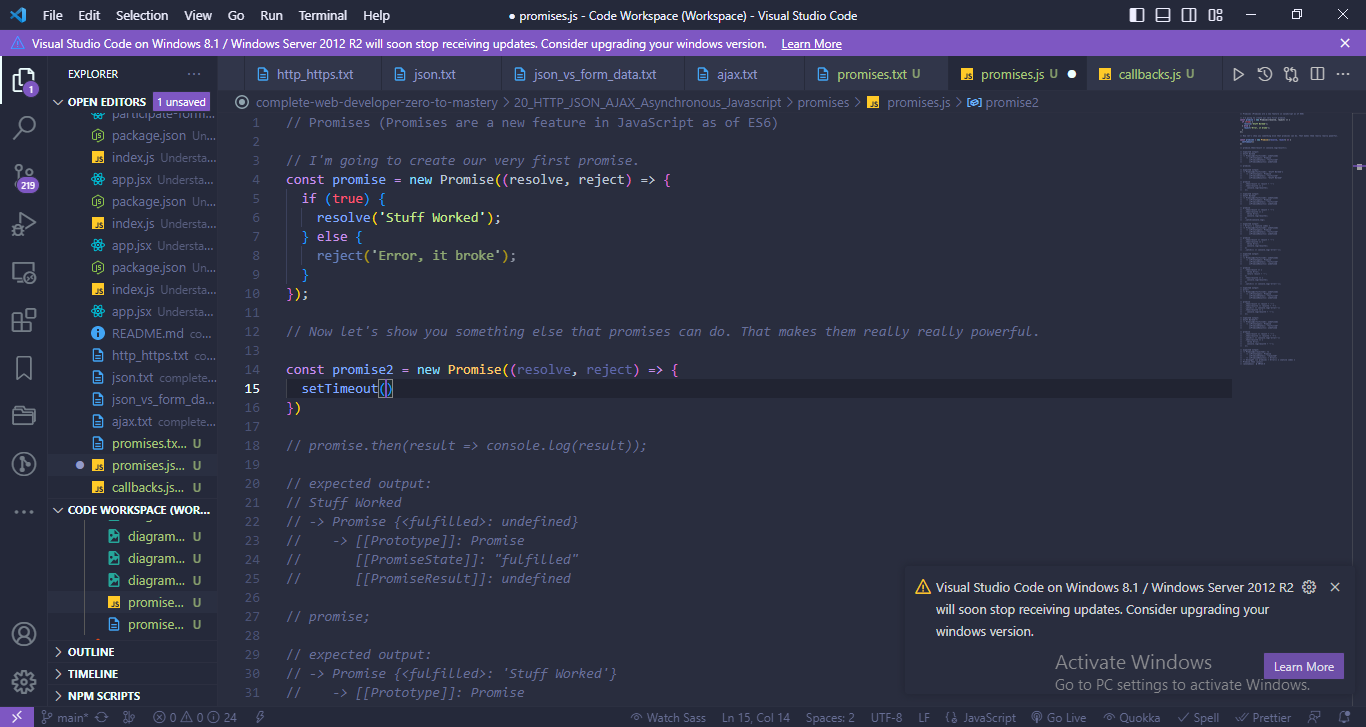 File Edit Selection View Go Run Terminal Help ● promises.js - Code Workspace (Workspace) - Visual Studio Code
Visual Studio Code on Windows 8.1 / Windows Server 2012 R2 will soon stop receiving updates. Consider upgrading your windows version. Learn More
EXPLORER ··· http_https.txt json.txt json_vs_form_data.txt ajax.txt promises.txt U promises.js U callbacks.js U
OPEN EDITORS 1 unsaved
complete-web-developer-zero-to-mastery > 20_HTTP_JSON_AJAX_Asynchronous_Javascript > promises > JS promises.js > promise2
participate-form...
package.json Un...
index.js Understa...
app.jsx Understa...
package.json Un...
index.js Understa...
app.jsx Understa...
package.json Un...
index.js Understa...
app.jsx Understa...
README.md co...
http_https.txt co...
json.txt complete...
json_vs_form_da...
ajax.txt complete...
promises.tx... U
promises.js... U
callbacks.js... U
CODE WORKSPACE (WOR...
diagram... U
diagram... U
diagram... U
promise... U
promise... U
OUTLINE
TIMELINE
NPM SCRIPTS
1
219
1 // Promises (Promises are a new feature in JavaScript as of ES6)
2
3 // I'm going to create our very first promise.
4 const promise = new Promise((resolve, reject) => {
5 if (true) {
6 resolve('Stuff Worked');
7 } else {
8 reject('Error, it broke');
9 }
10 });
11
12 // Now let's show you something else that promises can do. That makes them really really powerful.
13
14 const promise2 = new Promise((resolve, reject) => {
15 setTimeout()
16 })
17
18 // promise.then(result => console.log(result));
19
20 // expected output:
21 // Stuff Worked
22 // -> Promise {<fulfilled>: undefined}
23 // -> [[Prototype]]: Promise
24 // [[PromiseState]]: "fulfilled"
25 // [[PromiseResult]]: undefined
26
27 // promise;
28
29 // expected output:
30 // -> Promise {<fulfilled>: 'Stuff Worked'}
31 // -> [[Prototype]]: Promise
Visual Studio Code on Windows 8.1 / Windows Server 2012 R2
will soon stop receiving updates. Consider upgrading your
windows version.
Learn More
Activate Windows
Go to PC settings to activate Windows.
main* 0 0 24 Watch Sass Ln 15, Col 14 Spaces: 2 UTF-8 LF {} JavaScript Go Live Quokka Spell Prettier